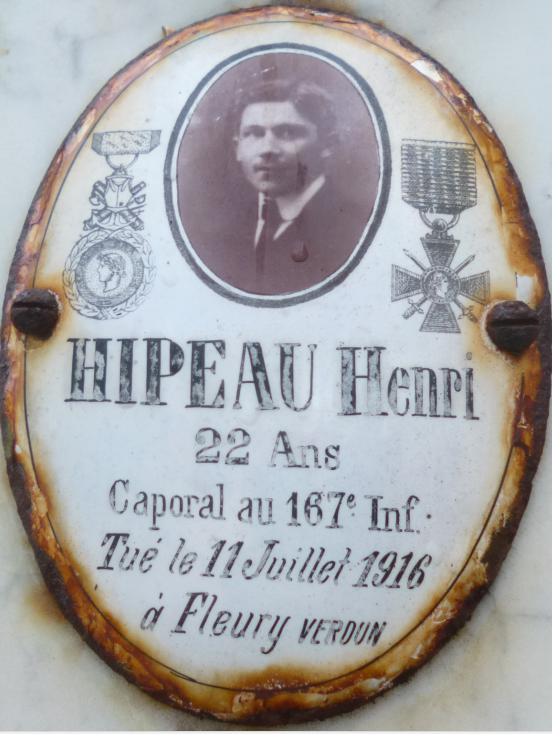 HIPEAU Henri
22 Ans
Caporal au 167e Inf.
Tué le 11 Juillet 1916
à Fleury VERDUN